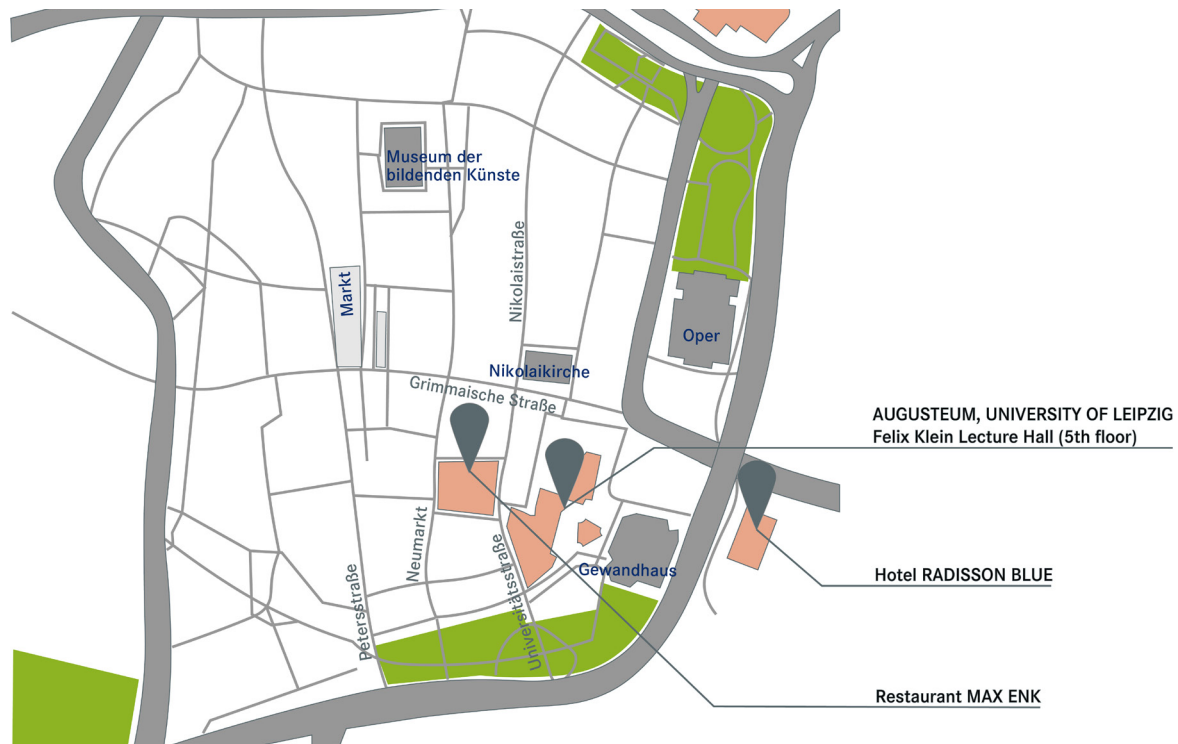 Museum der
bildenden Künste
Nikolaistraße
Markt
Oper
Nikolaikirche
Grimmaische Straße
AUGUSTEUM, UNIVERSITY OF LEIPZIG
Felix Klein Lecture Hall (5th floor)
Neumarkt
Universitätsstraße
Gewandhaus
Petersstraße
Hotel RADISSON BLUE
Restaurant MAX ENK